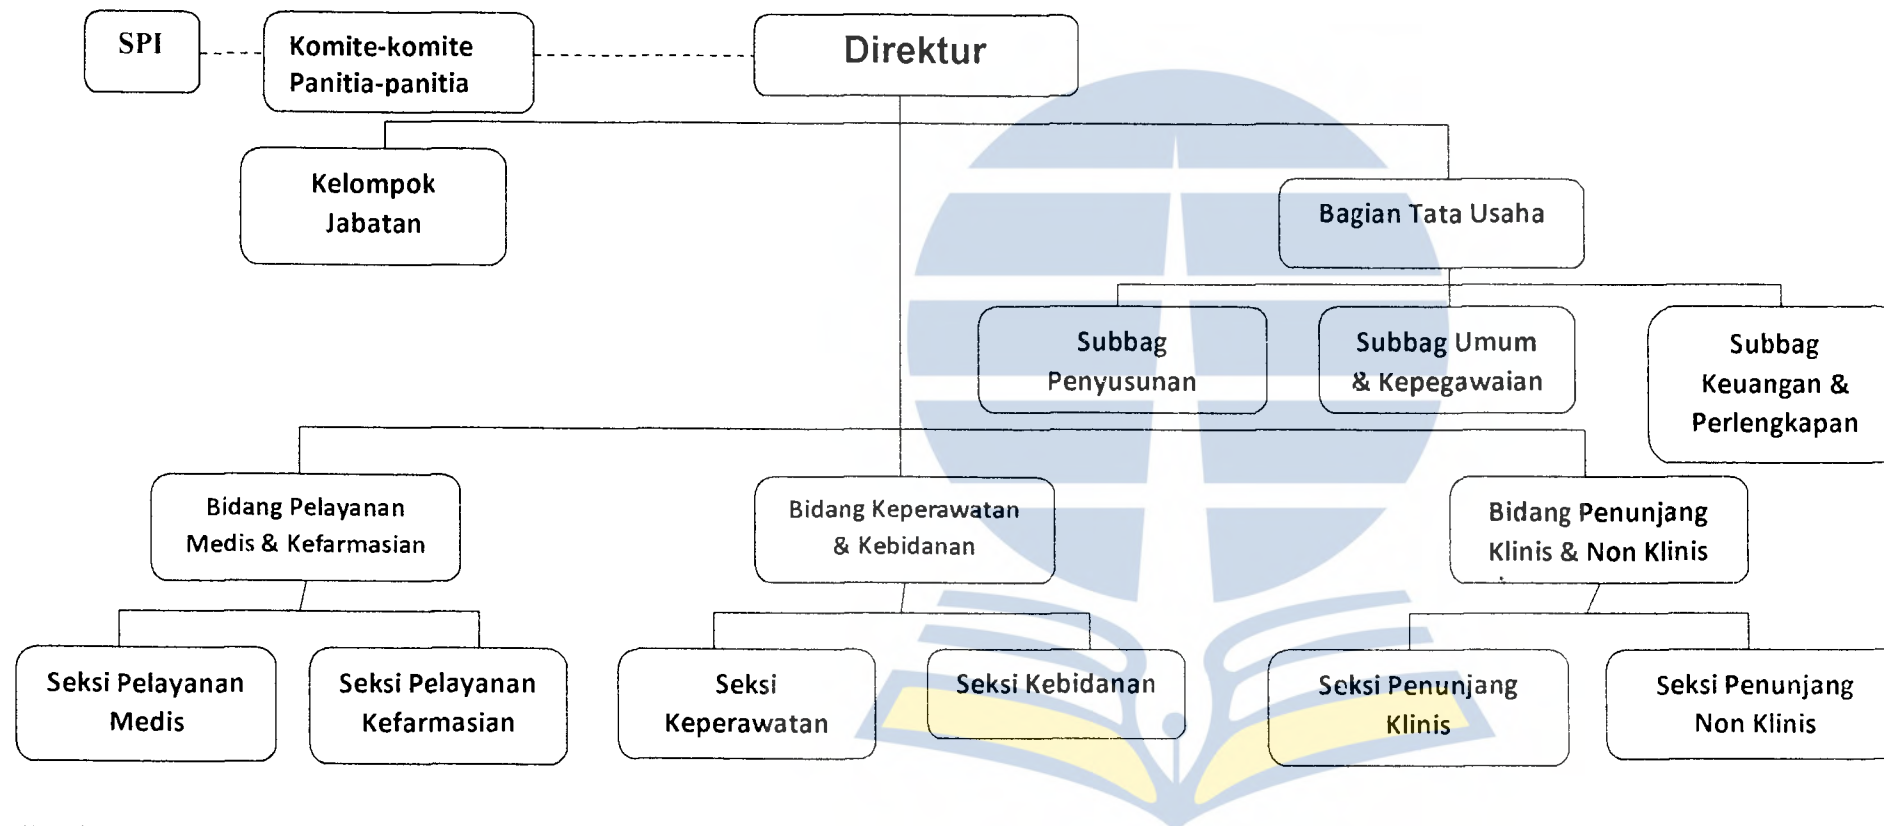 SPI
Komite-komite
Panitia-panitia
Direktur
Kelompok
Jabatan
Bagian Tata Usaha
Subbag
Penyusunan
Subbag Umum
& Kepegawaian
Subbag
Keuangan &
Perlengkapan
Bidang Pelayanan
Medis & Kefarmasian
Bidang Keperawatan
& Kebidanan
Bidang Penunjang
Klinis & Non Klinis
Seksi Pelayanan
Medis
Seksi Pelayanan
Kefarmasian
Seksi
Keperawatan
Seksi Kebidanan
Seksi Penunjang
Klinis
Seksi Penunjang
Non Klinis